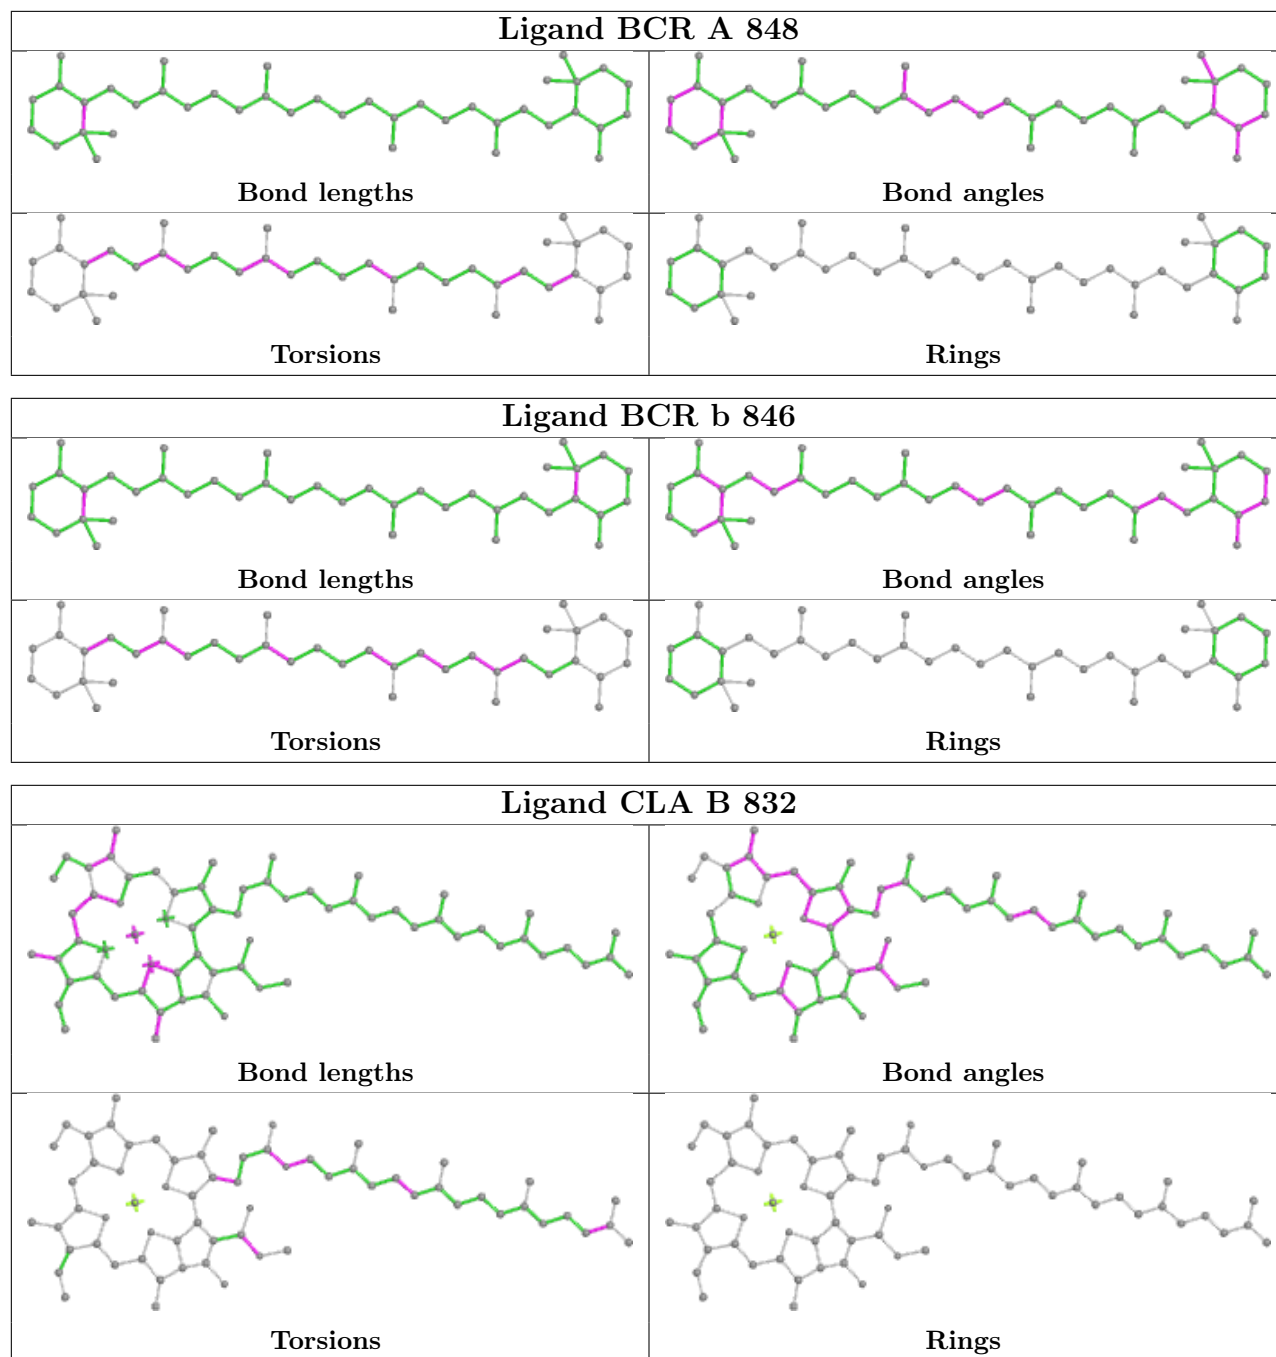 Ligand BCR A 848
Bond lengths
Bond angles
Torsions
Rings
Ligand BCR b 846
Bond lengths
Bond angles
Torsions
Rings
Ligand CLA B 832
Bond lengths
Bond angles
Torsions
Rings